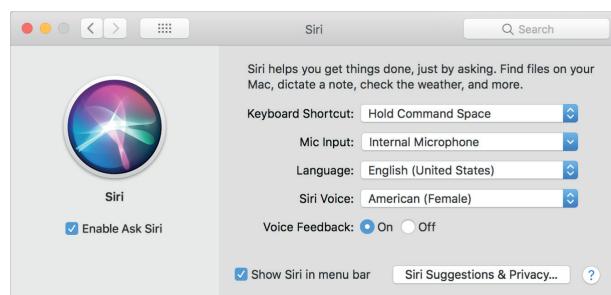 Siri
Search
Siri helps you get things done, just by asking. Find files on your
Mac, dictate a note, check the weather, and more.
Keyboard Shortcut: Hold Command Space
Mic Input: Internal Microphone
Language: English (United States)
Siri Voice: American (Female)
Voice Feedback: On Off
Siri
Enable Ask Siri
Show Siri in menu bar Siri Suggestions & Privacy... ?